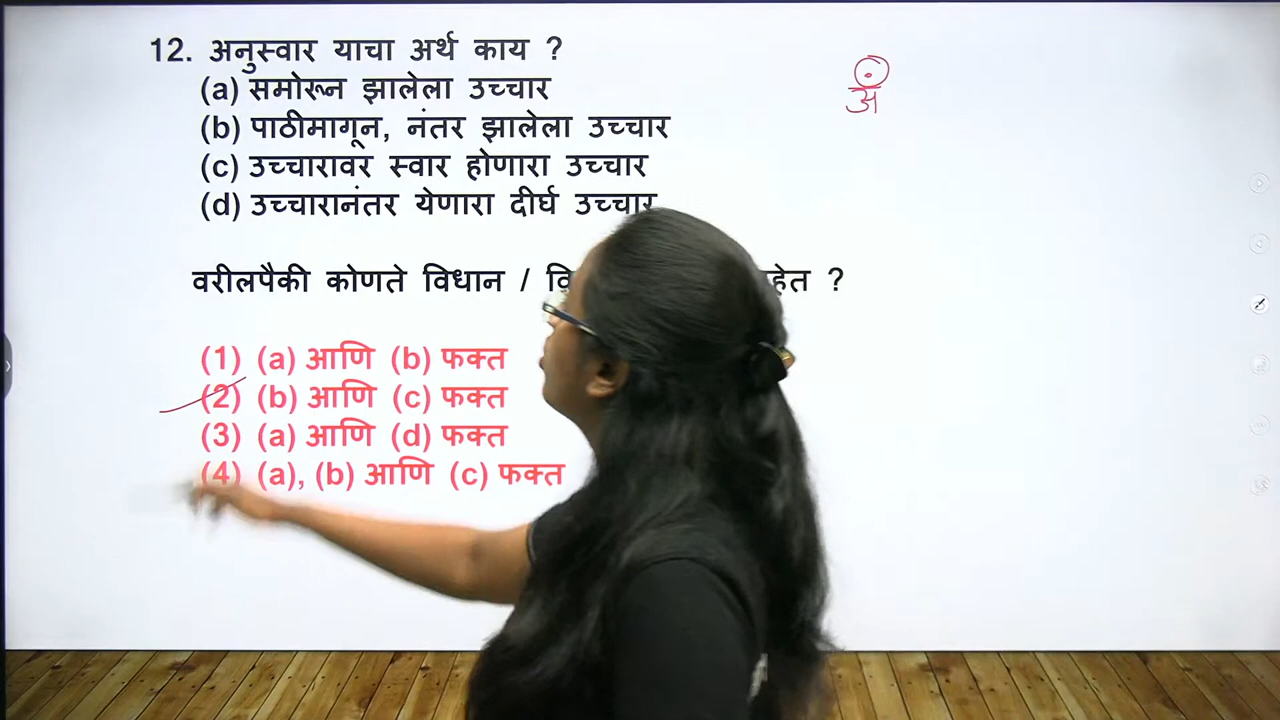 12. अनुस्वार याचा अर्थ काय ?
(a) समोरून झालेला उच्चार
(b) पाठीमागून, नंतर झालेला उच्चार
(c) उच्चारावर स्वार होणारा उच्चार
(d) उच्चारानंतर येणारा दीर्घ उच्चार
वरीलपैकी कोणते विधान / ?
(1) (a) आणि (b) फक्त
(2) (b) आणि (c) फक्त
(3) (a) आणि (d) फक्त
(4) (a), (b) आणि (c) फक्त
अं